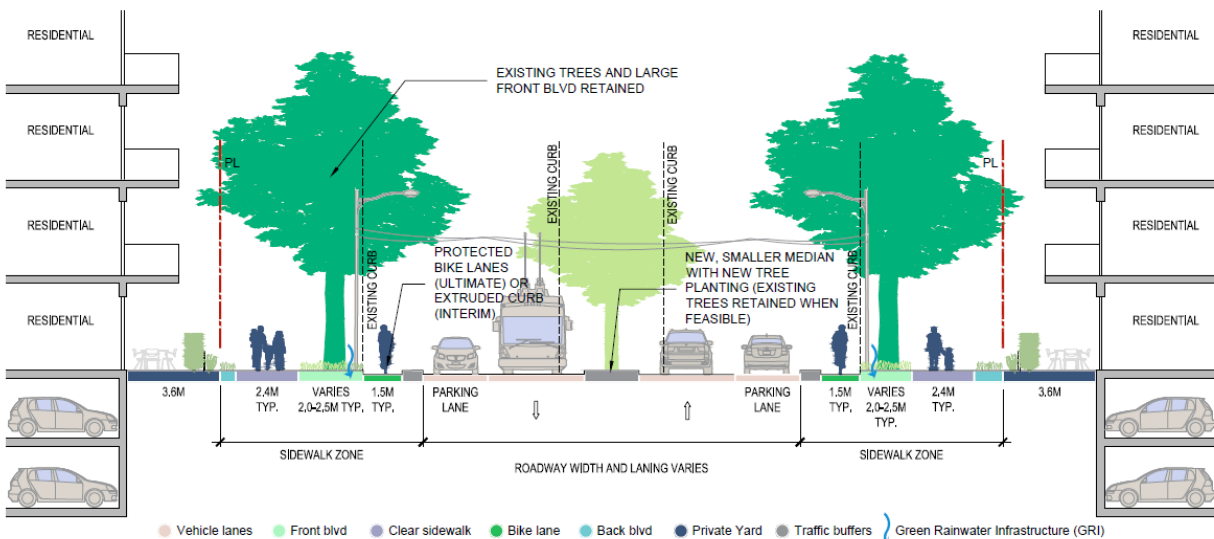 RESIDENTIAL
RESIDENTIAL
RESIDENTIAL
RESIDENTIAL
RESIDENTIAL
RESIDENTIAL
RESIDENTIAL
RESIDENTIAL
EXISTING TREES AND LARGE
FRONT BLVD RETAINED
PL
PL
EXISTING CURB
EXISTING CURB
EXISTING CURB
EXISTING CURB
PROTECTED
BIKE LANES
(ULTIMATE) OR
EXTRUDED CURB
(INTERIM)
NEW, SMALLER MEDIAN
WITH NEW TREE
PLANTING (EXISTING
TREES RETAINED WHEN
FEASIBLE)
3.6M
2.4M
TYP.
VARIES
2.0-2.5M TYP.
1.5M
TYP.
PARKING
LANE
PARKING
LANE
1.5M
TYP.
VARIES
2.0-2.5M
TYP.
2.4M
TYP.
3.6M
SIDEWALK ZONE
ROADWAY WIDTH AND LANING VARIES
SIDEWALK ZONE
Vehicle lanes
Front blvd
Clear sidewalk
Bike lane
Back blvd
Private Yard
Traffic buffers
Green Rainwater Infrastructure (GRI)